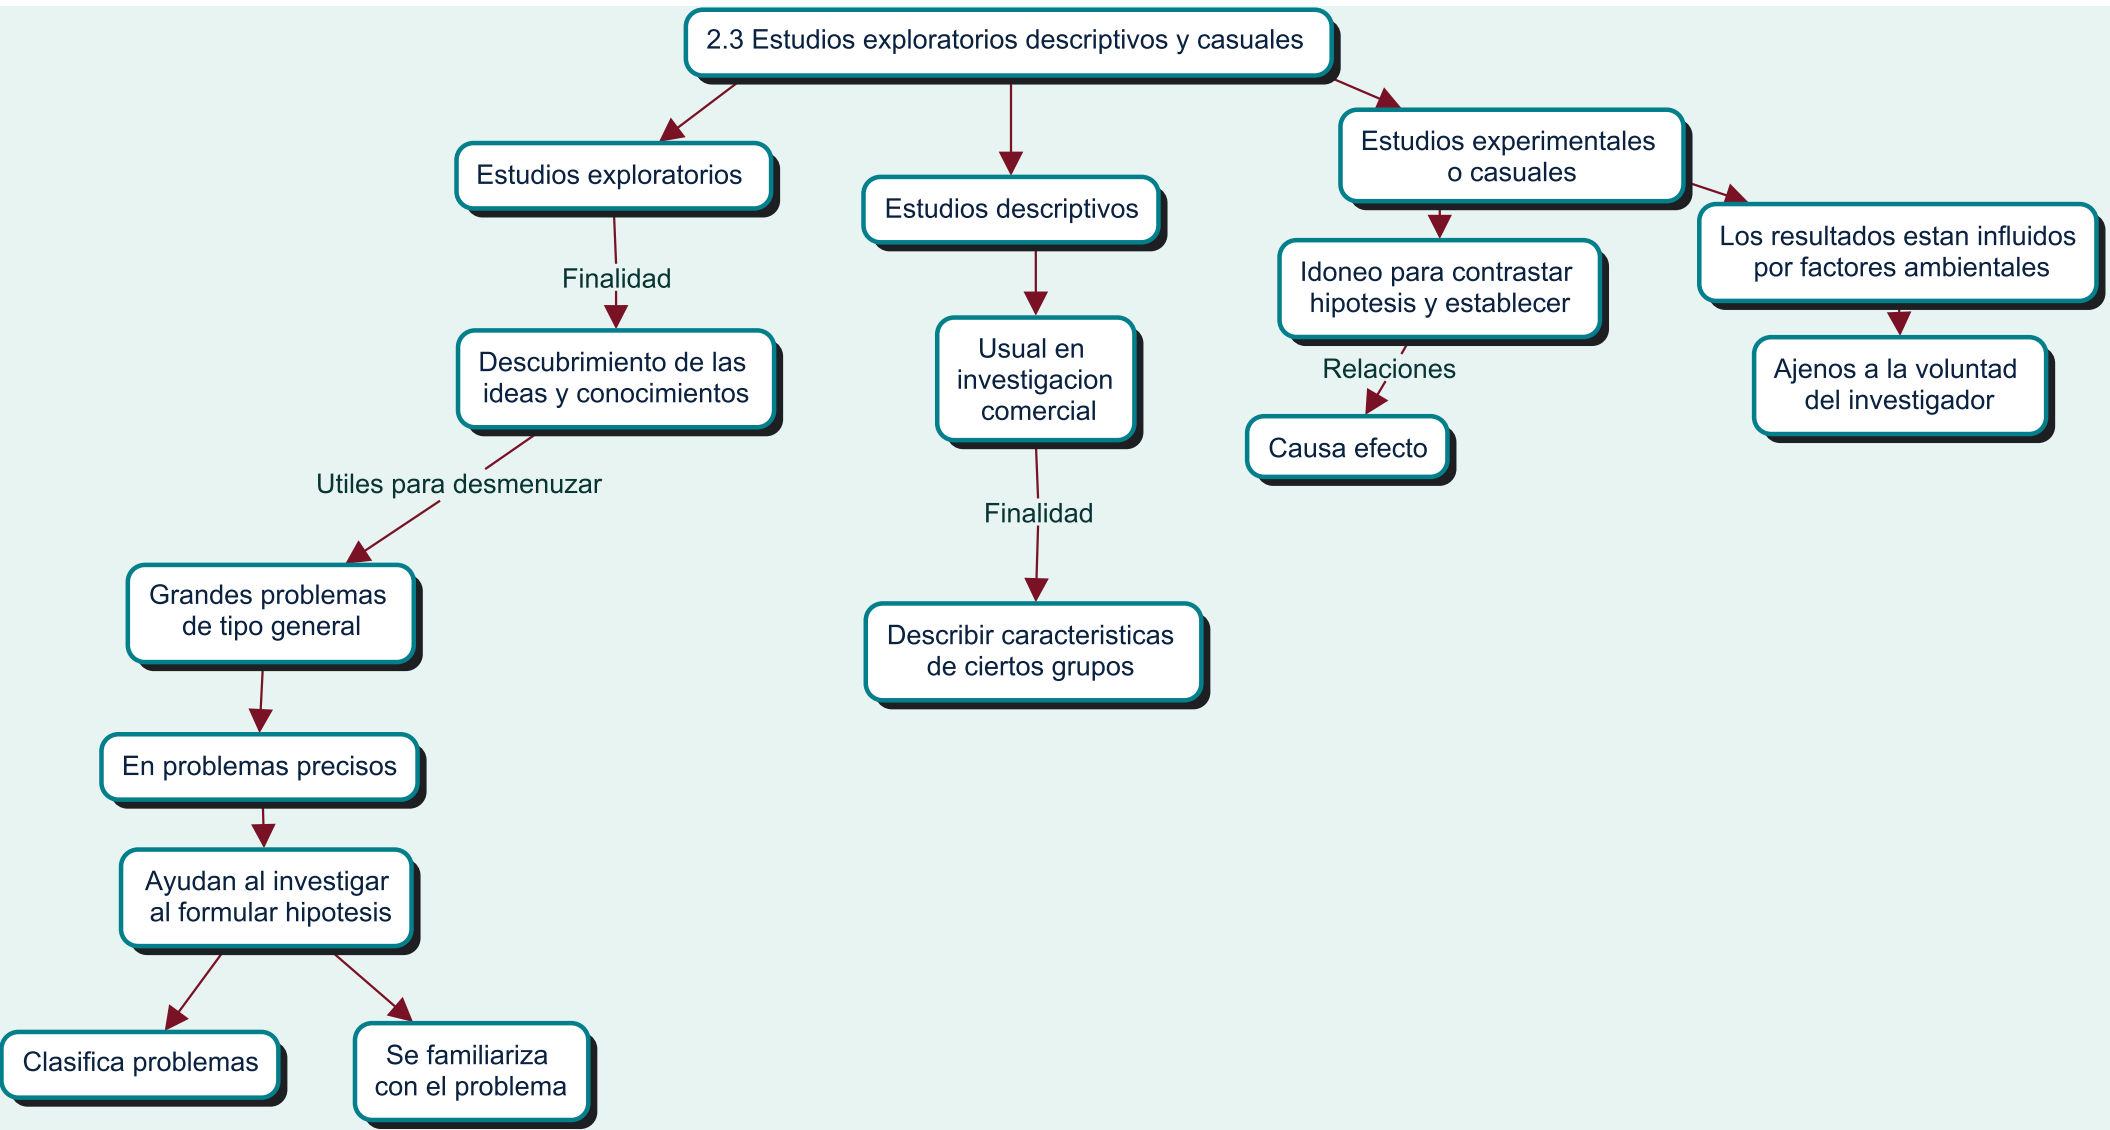 2.3 Estudios exploratorios descriptivos y casuales
Estudios exploratorios
Finalidad
Descubrimiento de las
ideas y conocimientos
Utiles para desmenuzar
Grandes problemas
de tipo general
En problemas precisos
Ayudan al investigar
al formular hipotesis
Clasifica problemas
Se familiariza
con el problema
Estudios descriptivos
Usual en
investigacion
comercial
Finalidad
Describir caracteristicas
de ciertos grupos
Estudios experimentales
o casuales
Idoneo para contrastar
hipotesis y establecer
Relaciones
Causa efecto
Los resultados estan influidos
por factores ambientales
Ajenos a la voluntad
del investigador